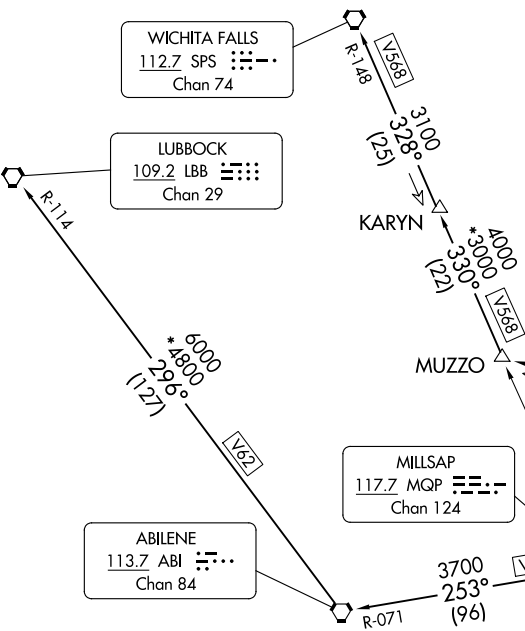 WICHITA FALLS
112.7 SPS
Chan 74
R-148
V568
3100
328°
(25)
LUBBOCK
109.2 LBB
Chan 29
R-114
KARYN
4000
*3000
330°
(22)
V568
MUZZO
6000
*4800
296°
(127)
V62
MILLSAP
117.7 MQP
Chan 124
ABILENE
113.7 ABI
Chan 84
3700
253°
(96)
R-071
V